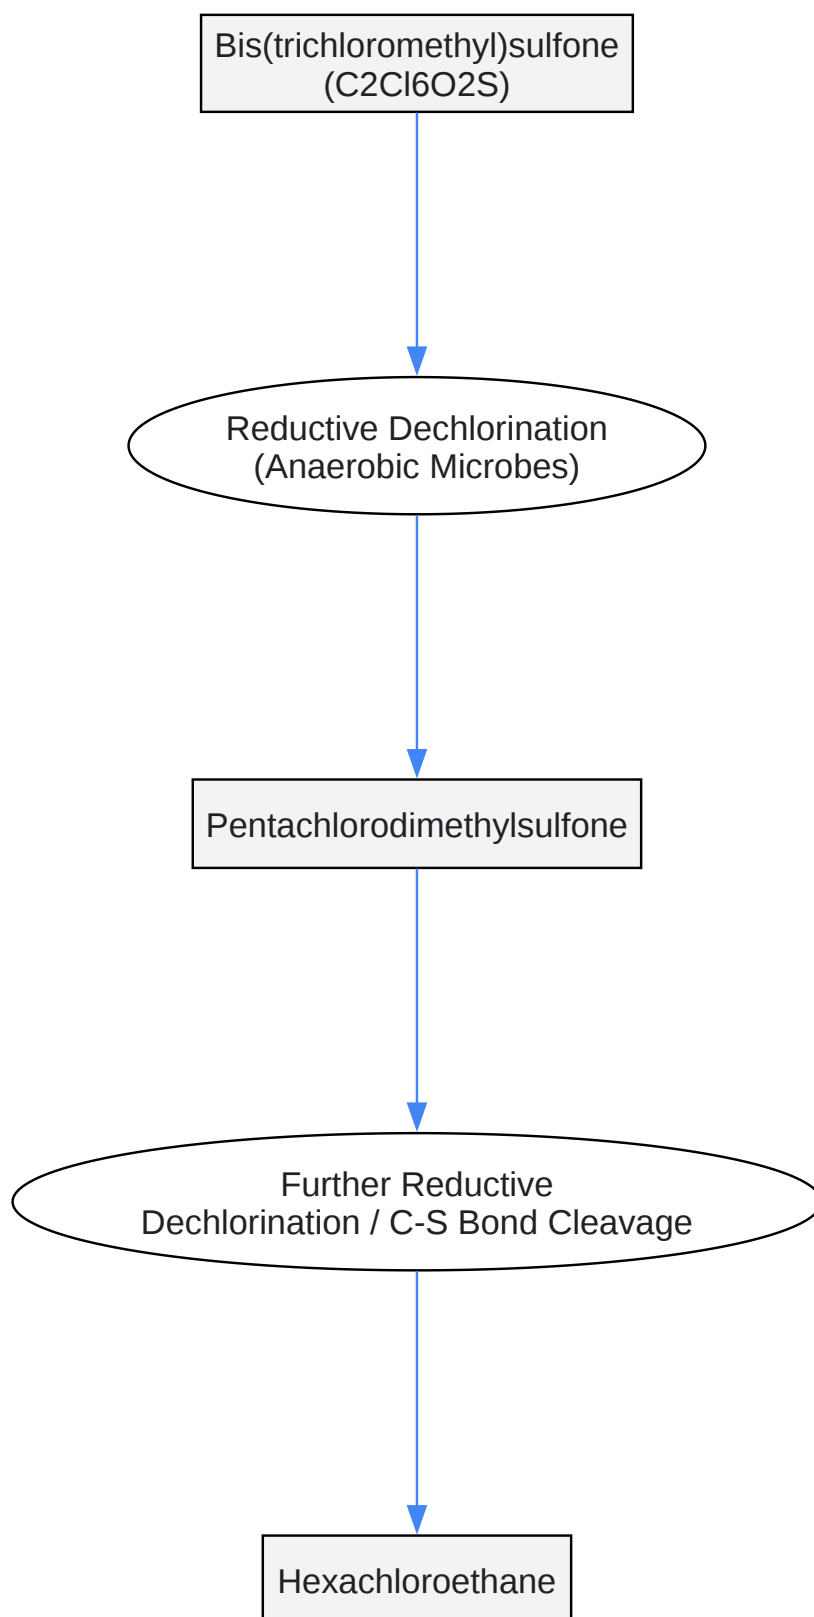 Bis(trichloromethyl)sulfone
(C2Cl6O2S)
Reductive Dechlorination
(Anaerobic Microbes)
Pentachlorodimethylsulfone
Further Reductive
Dechlorination / C-S Bond Cleavage
Hexachloroethane